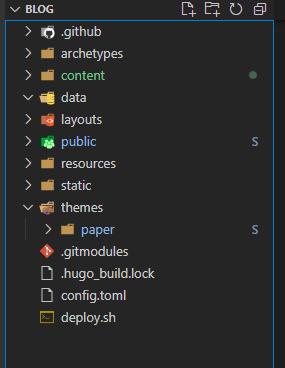 BLOG
.github
archetypes
content
data
layouts
public S
resources
static
themes
paper S
.gitmodules
.hugo_build.lock
config.toml
deploy.sh